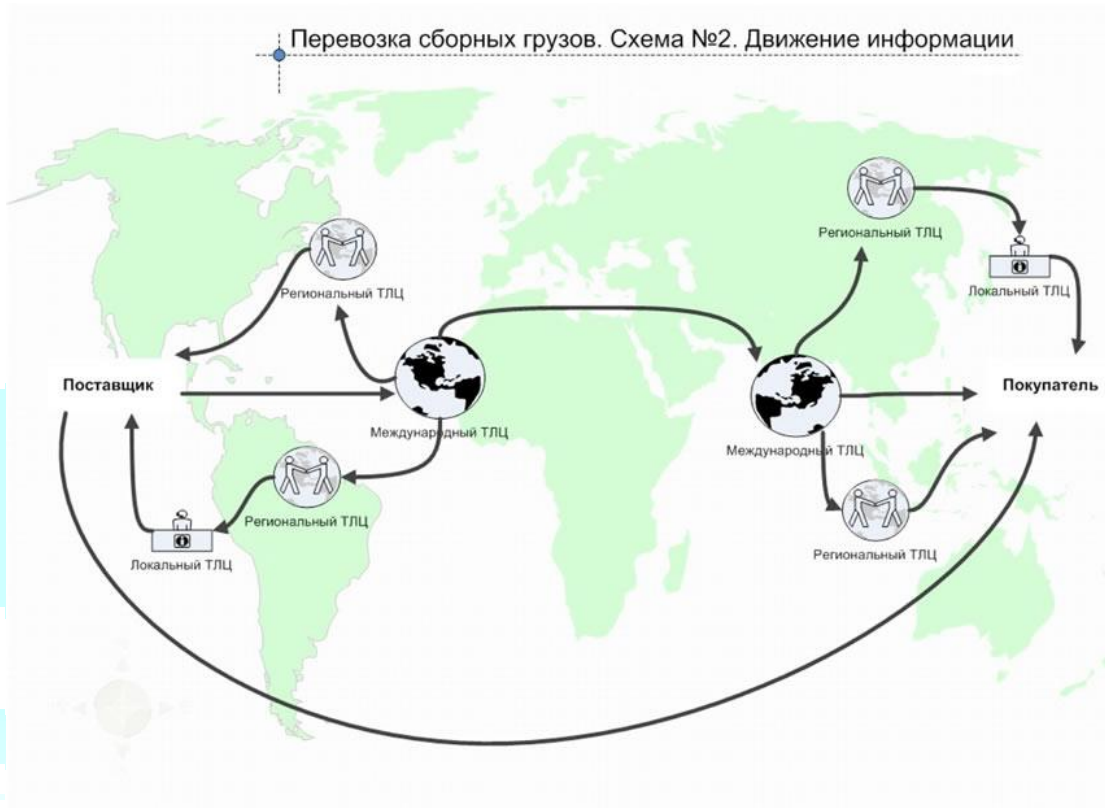 Перевозка сборных грузов. Схема №2. Движение информации
Региональный ТЛЦ
Региональный ТЛЦ
Локальный ТЛЦ
Поставщик
Покупатель
Международный ТЛЦ
Международный ТЛЦ
Региональный ТЛЦ
Региональный ТЛЦ
Локальный ТЛЦ